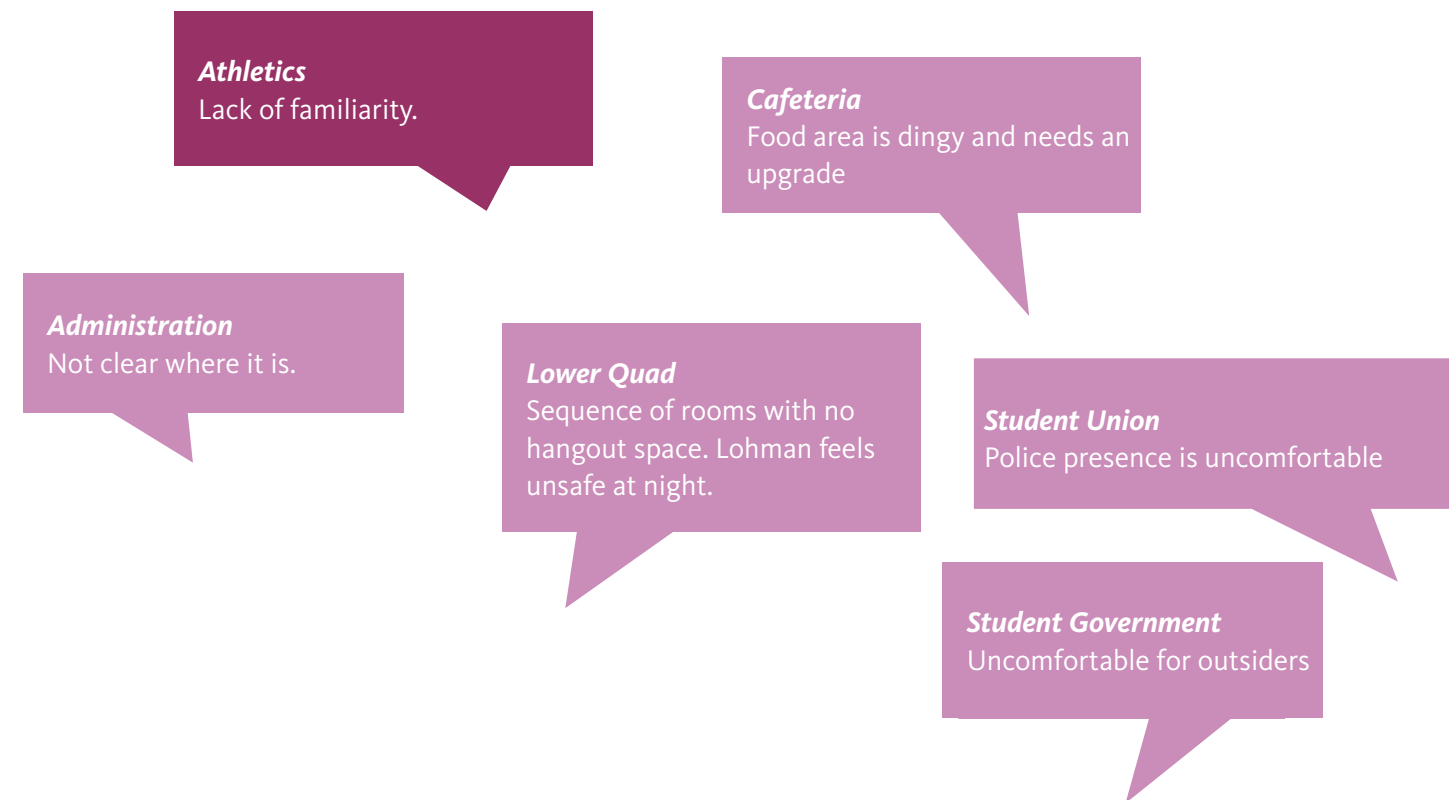 Athletics
Lack of familiarity.
Cafeteria
Food area is dingy and needs an
upgrade
Administration
Not clear where it is.
Lower Quad
Sequence of rooms with no
hangout space. Lohman feels
unsafe at night.
Student Union
Police presence is uncomfortable
Student Government
Uncomfortable for outsiders